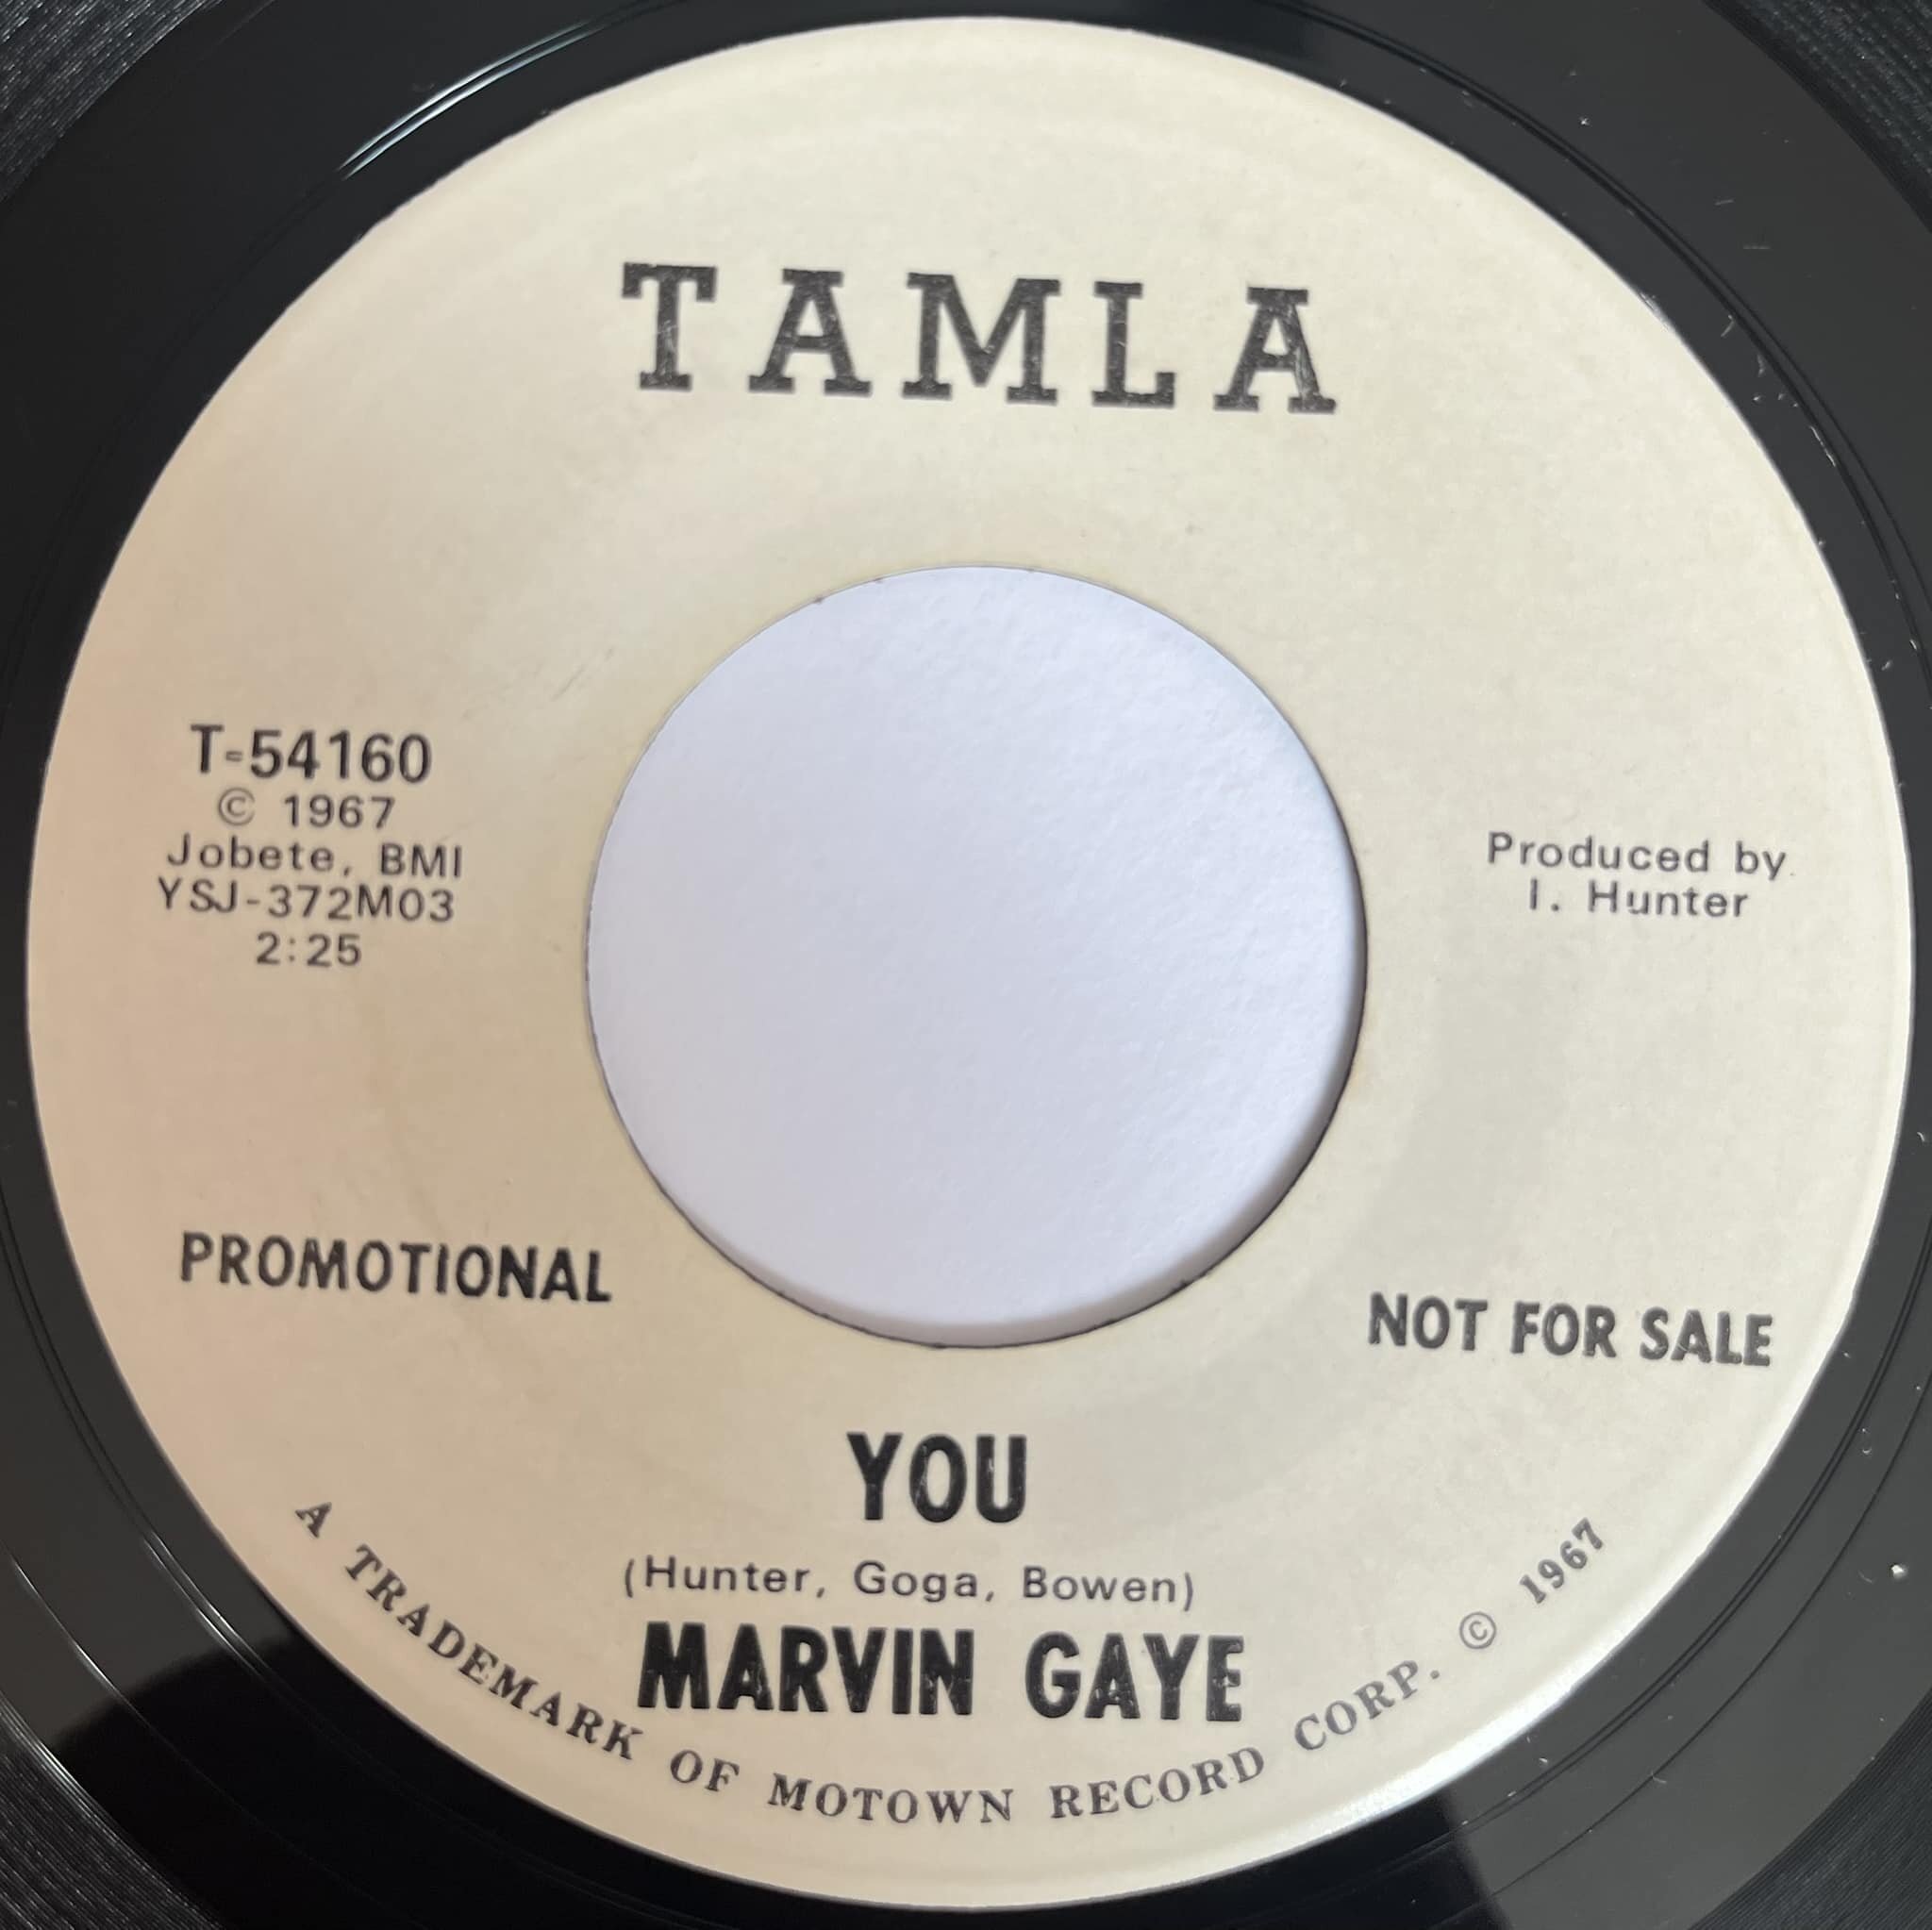 TAMLA
T-54160
© 1967
Jobete, BMI
YSJ-372M03
2:25
Produced by
I. Hunter
PROMOTIONAL
NOT FOR SALE
YOU
(Hunter, Goga, Bowen)
MARVIN GAYE
A TRADEMARK OF MOTOWN RECORD CORP. © 1967